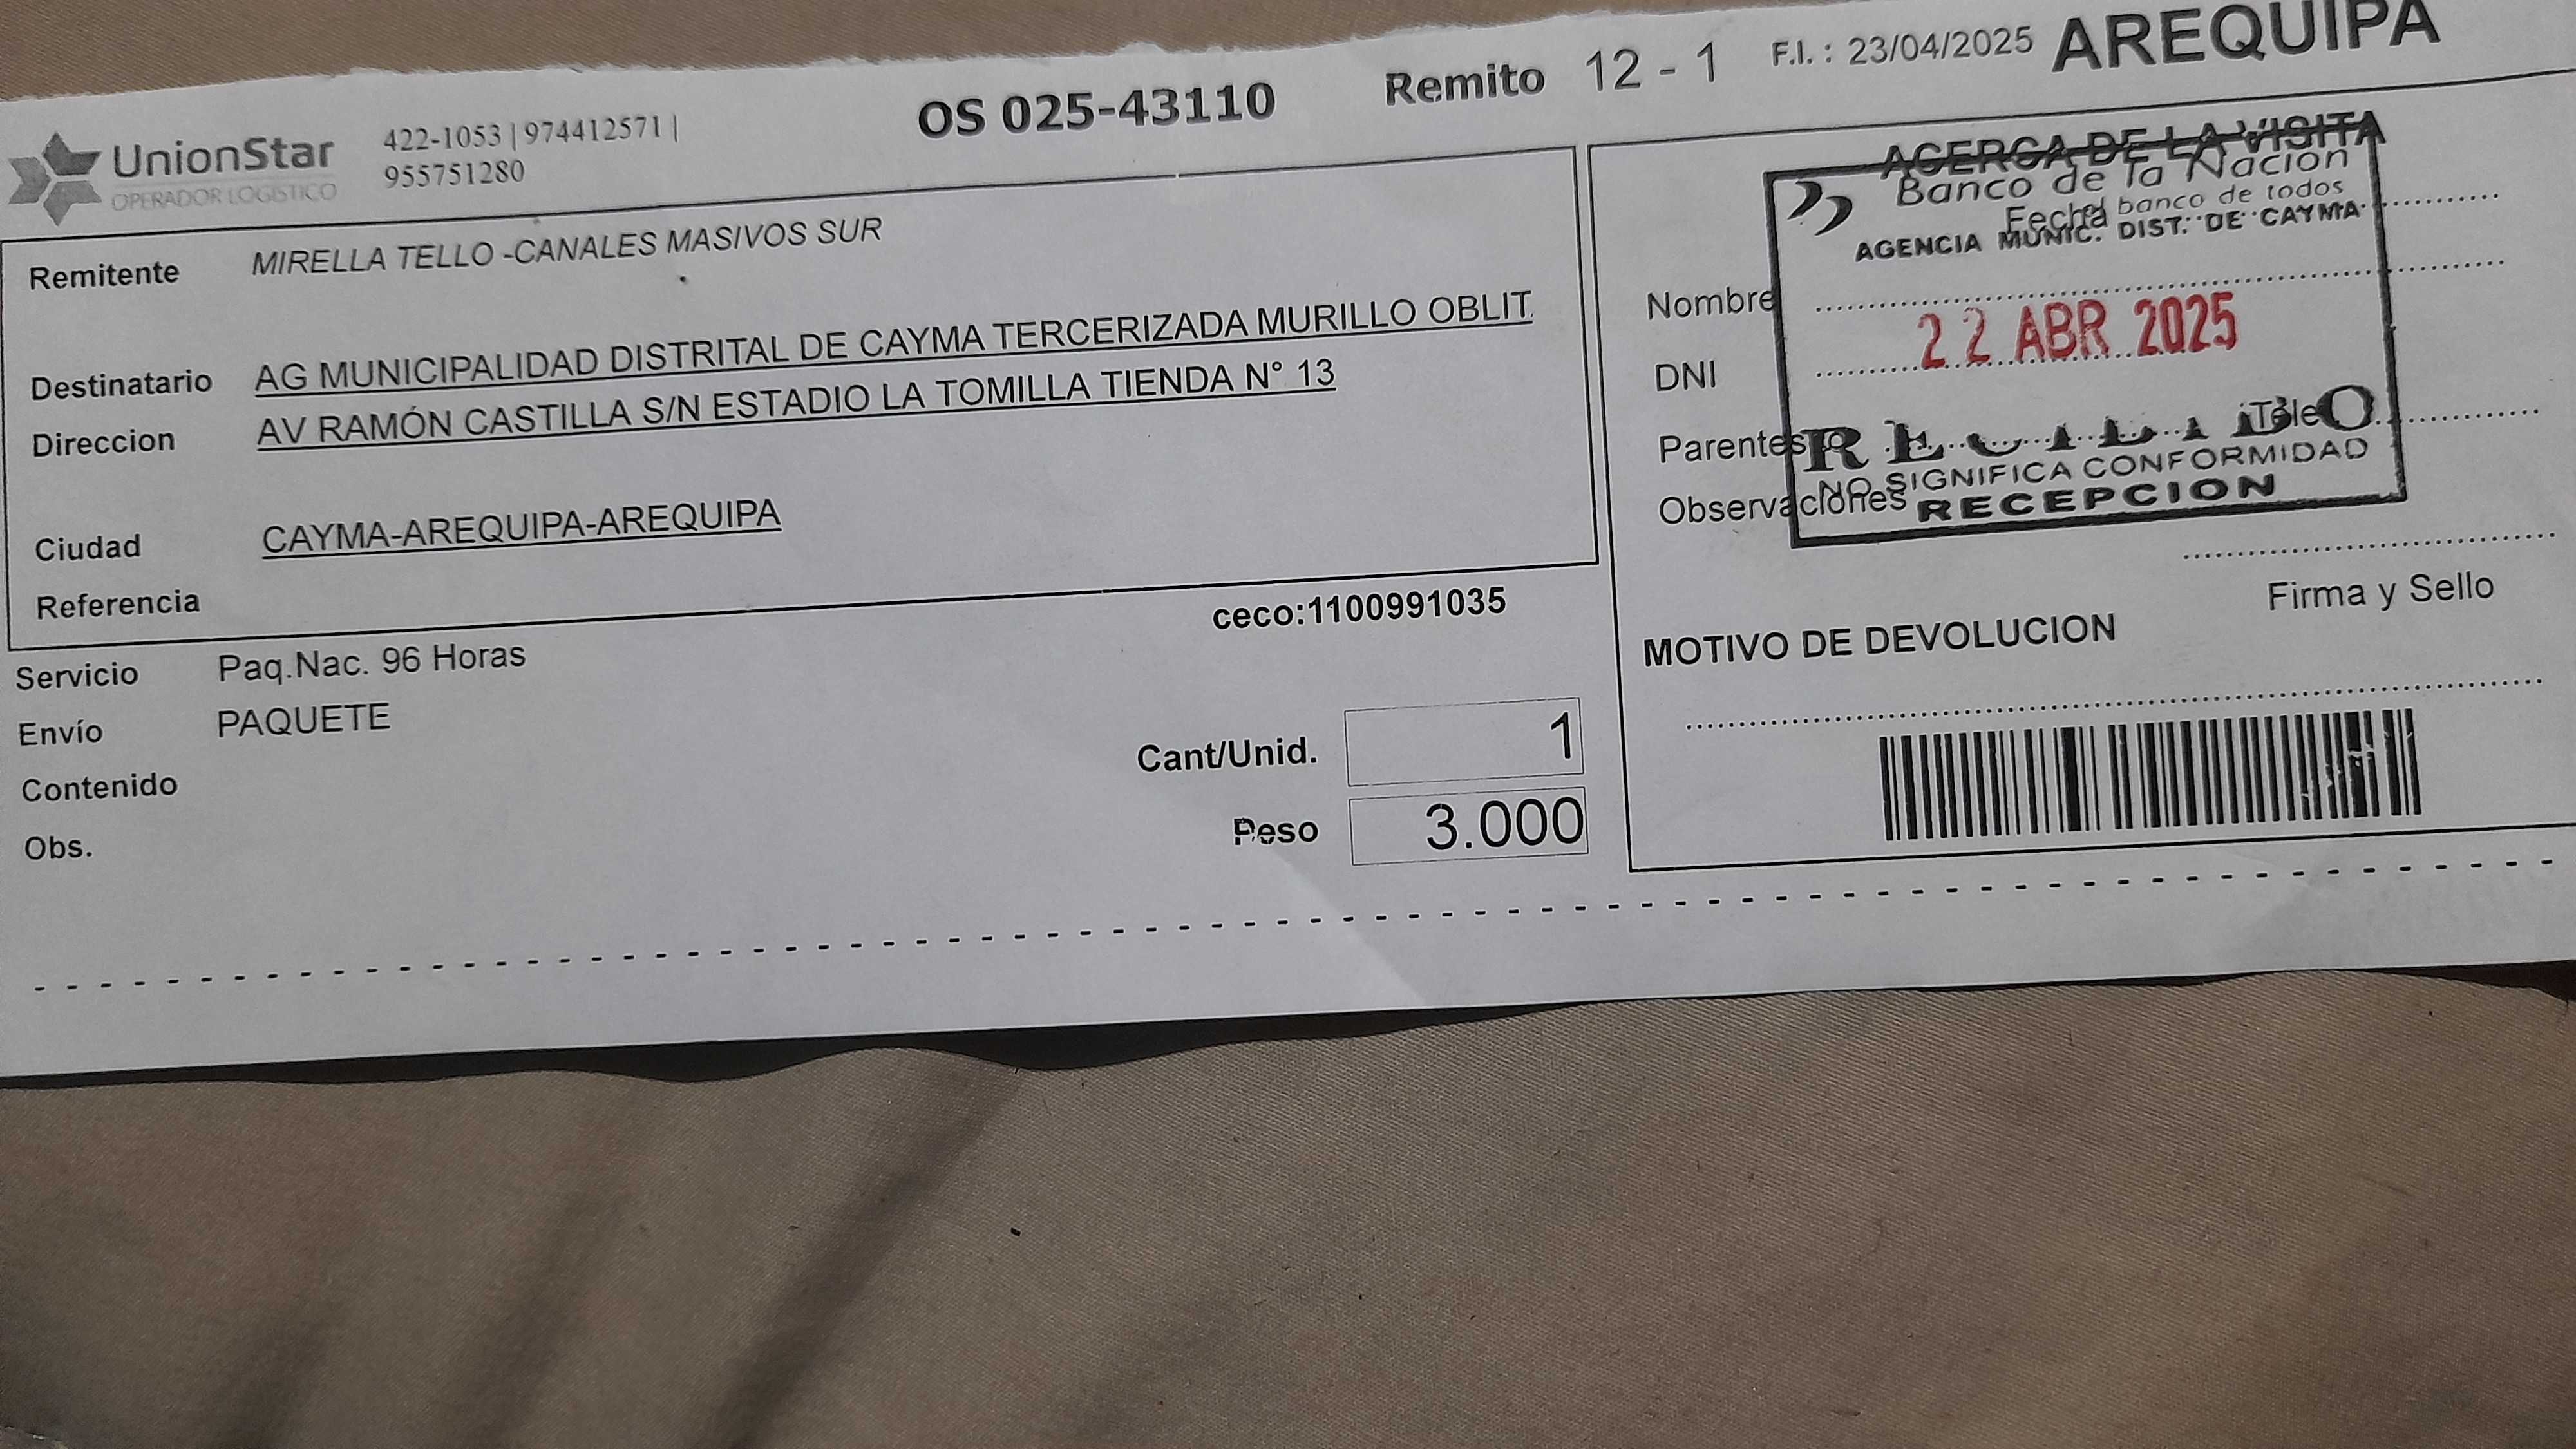 UnionStar
OPERADOR LOGISTICO
422-1053 | 974412571 |
955751280
OS 025-43110
Remito 12 - 1
F.I. : 23/04/2025
AREQUIPA
Remitente MIRELLA TELLO -CANALES MASIVOS SUR
Destinatario AG MUNICIPALIDAD DISTRITAL DE CAYMA TERCERIZADA MURILLO OBLIT
Direccion AV RAMÓN CASTILLA S/N ESTADIO LA TOMILLA TIENDA N° 13
Ciudad CAYMA-AREQUIPA-AREQUIPA
Referencia
ceco:1100991035
Servicio Paq.Nac. 96 Horas
Envío PAQUETE
Contenido
Obs.
Cant/Unid. 1
Peso 3.000
ACERCA DE LA VISITA
Banco de la Nacion
banco de todos
Fecha
AGENCIA MUNIC. DIST. DE CAYMA
Nombre
22 ABR 2025
DNI
RECIBIDO
NO SIGNIFICA CONFORMIDAD
Observaciones
RECEPCION
Firma y Sello
MOTIVO DE DEVOLUCION